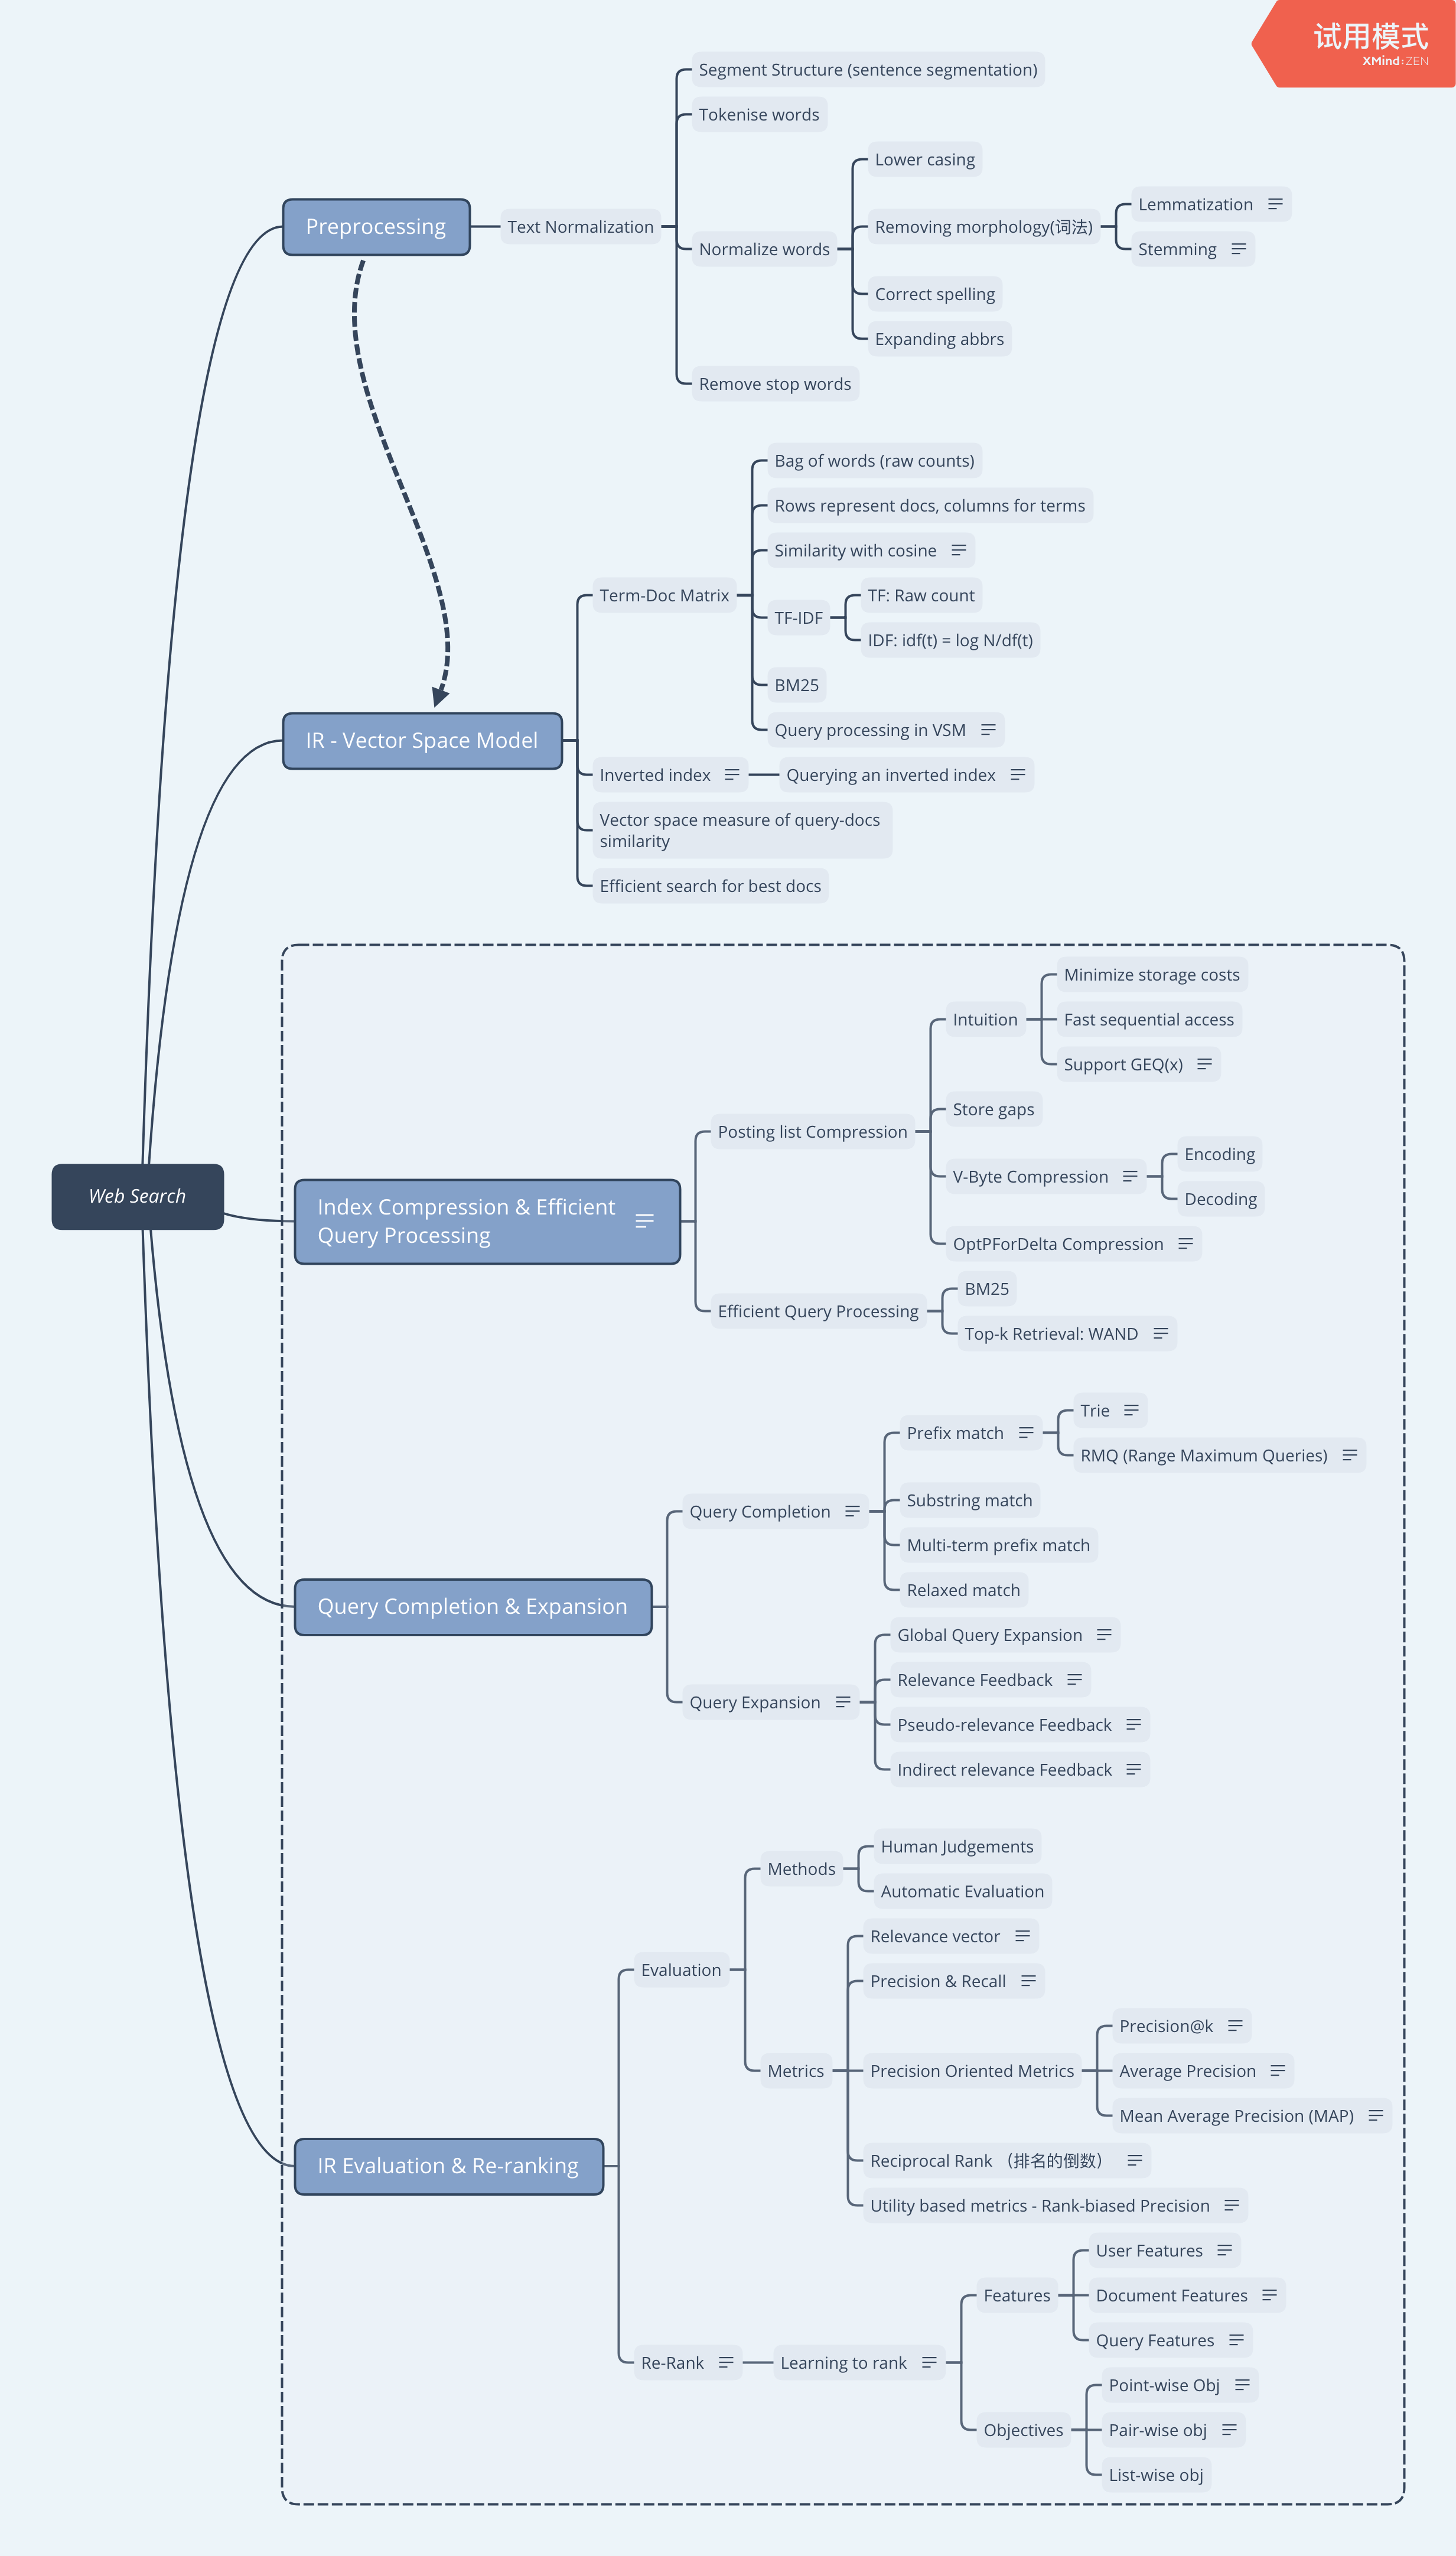 试用模式
XMind:ZEN
Segment Structure (sentence segmentation)
Tokenise words
Lower casing
Lemmatization
Preprocessing
Text Normalization
Removing morphology(词法)
Normalize words
Stemming
Correct spelling
Expanding abbrs
Remove stop words
Bag of words (raw counts)
Rows represent docs, columns for terms
Similarity with cosine
Term-Doc Matrix
TF: Raw count
TF-IDF
IDF: idf(t) = log N/df(t)
BM25
Query processing in VSM
IR - Vector Space Model
Inverted index
Querying an inverted index
Vector space measure of query-docs
similarity
Efficient search for best docs
Minimize storage costs
Intuition
Fast sequential access
Support GEQ(x)
Store gaps
Posting list Compression
Encoding
V-Byte Compression
Decoding
Web Search
Index Compression & Efficient
Query Processing
OptPForDelta Compression
BM25
Efficient Query Processing
Top-k Retrieval: WAND
Trie
Prefix match
RMQ (Range Maximum Queries)
Substring match
Query Completion
Multi-term prefix match
Relaxed match
Query Completion & Expansion
Global Query Expansion
Relevance Feedback
Query Expansion
Pseudo-relevance Feedback
Indirect relevance Feedback
Human Judgements
Methods
Automatic Evaluation
Relevance vector
Evaluation
Precision & Recall
Precision@k
Metrics
Precision Oriented Metrics
Average Precision
Mean Average Precision (MAP)
IR Evaluation & Re-ranking
Reciprocal Rank （排名的倒数）
Utility based metrics - Rank-biased Precision
User Features
Features
Document Features
Query Features
Re-Rank
Learning to rank
Point-wise Obj
Objectives
Pair-wise obj
List-wise obj